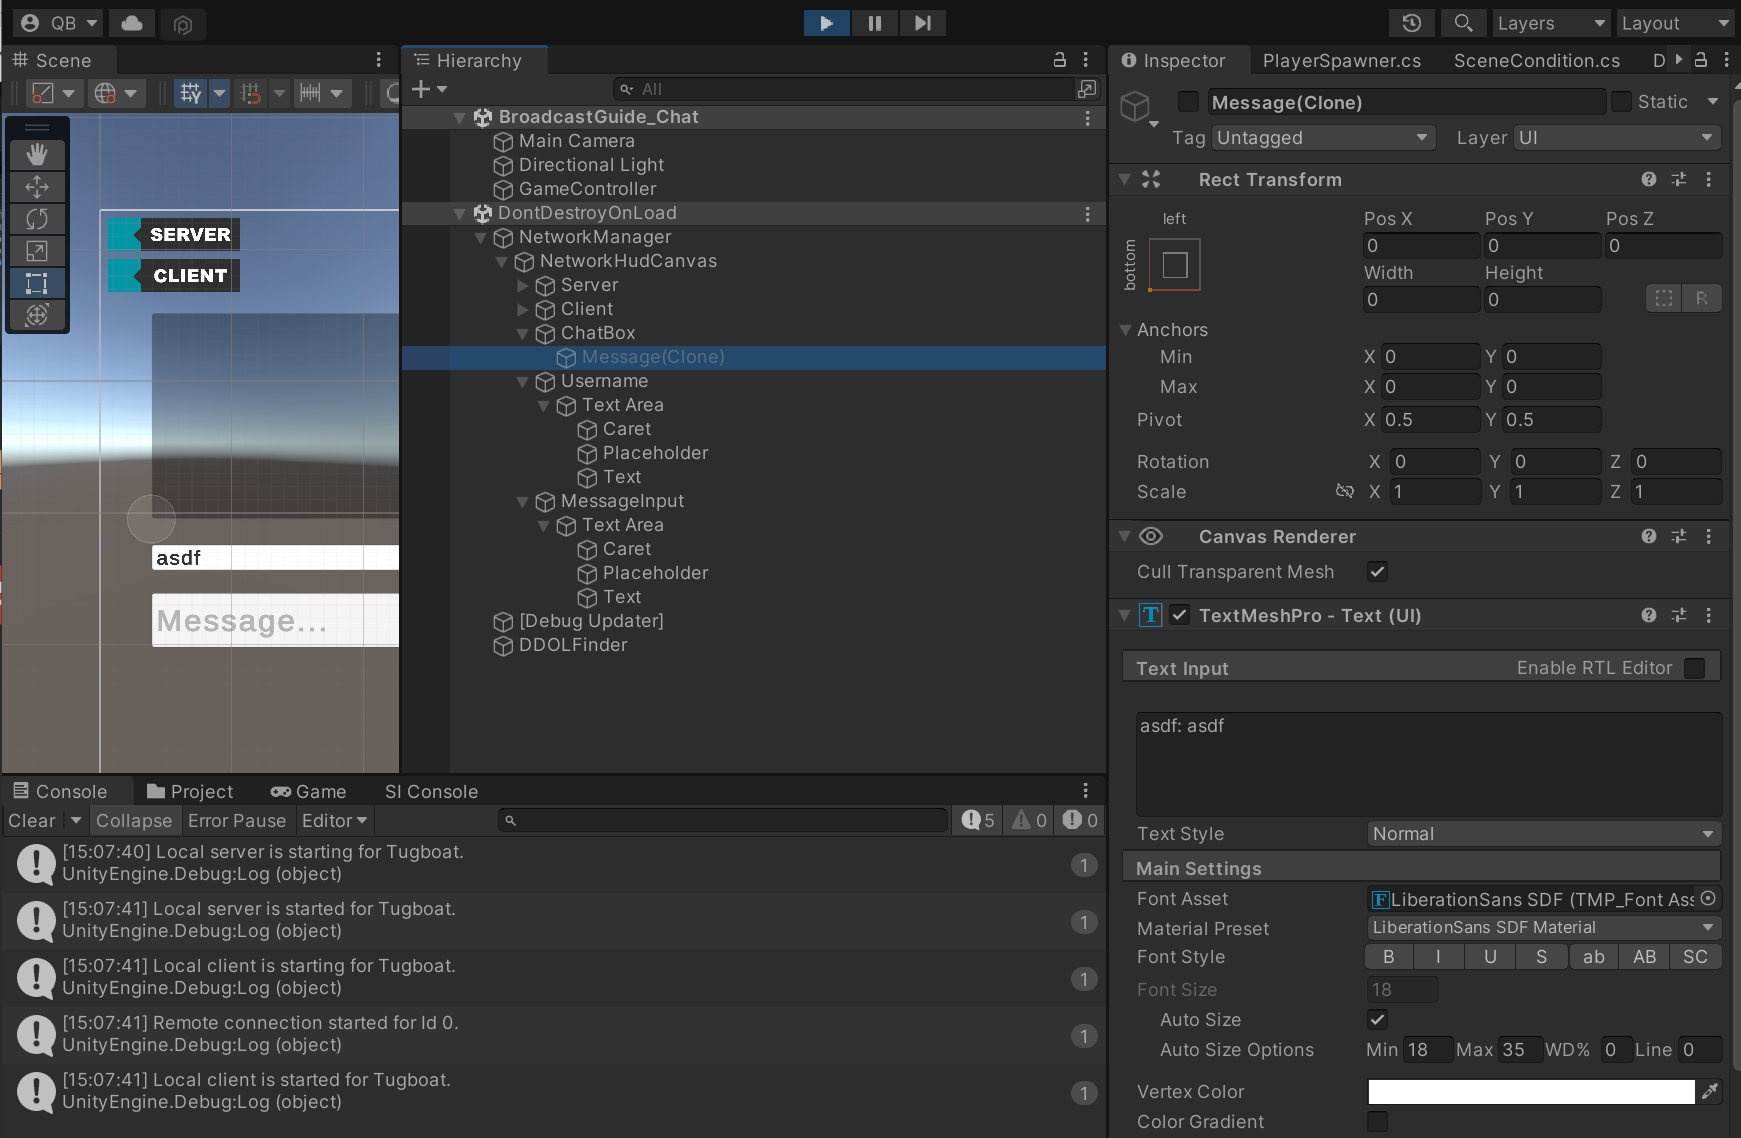 QB
Layers
Layout
Scene
SERVER
CLIENT
asdf
Message...
Hierarchy
All
BroadcastGuide_Chat
Main Camera
Directional Light
GameController
DontDestroyOnLoad
NetworkManager
NetworkHudCanvas
Server
Client
ChatBox
Message(Clone)
Username
Text Area
Caret
Placeholder
Text
MessageInput
Text Area
Caret
Placeholder
Text
[Debug Updater]
DDOLFinder
Inspector PlayerSpawner.cs SceneCondition.cs D
Message(Clone) Static
Tag Untagged Layer UI
Rect Transform
left Pos X Pos Y Pos Z
bottom 0 0 0
Width Height
0 0
R
Anchors
Min X 0 Y 0
Max X 0 Y 0
Pivot X 0.5 Y 0.5
Rotation X 0 Y 0 Z 0
Scale X 1 Y 1 Z 1
Canvas Renderer
Cull Transparent Mesh
T TextMeshPro - Text (UI)
Text Input Enable RTL Editor
asdf: asdf
Text Style Normal
Main Settings
Font Asset F LiberationSans SDF (TMP_Font Ass
Material Preset LiberationSans SDF Material
Font Style B I U S ab AB SC
Font Size 18
Auto Size
Auto Size Options Min 18 Max 35 WD% 0 Line 0
Vertex Color
Color Gradient
Console Project Game SI Console
Clear Collapse Error Pause Editor 5 0 0
[15:07:40] Local server is starting for Tugboat.
UnityEngine.Debug:Log (object)
1
[15:07:41] Local server is started for Tugboat.
UnityEngine.Debug:Log (object)
1
[15:07:41] Local client is starting for Tugboat.
UnityEngine.Debug:Log (object)
1
[15:07:41] Remote connection started for Id 0.
UnityEngine.Debug:Log (object)
1
[15:07:41] Local client is started for Tugboat.
UnityEngine.Debug:Log (object)
1